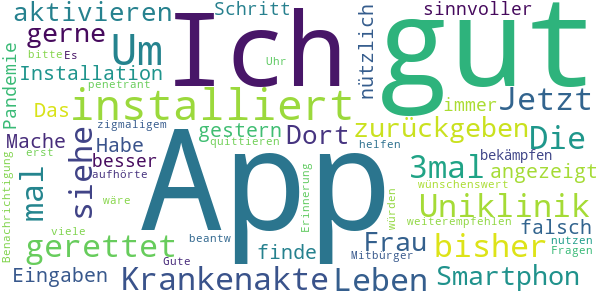 aktivieren Schritt sinnvoller
gerne Um Ich gut
bitte Es nützlich
Pandemie Installation Uhr
penetrant
Das installiert immer Jetzt
zigmaligem
Mache siehe Habe gestern Dort zurückgeben Die
quittieren helfen
besser 3mal bekämpfen
aufhörte App angezeigt
Benachrichtigung erst mal Erinnerung wünschenswert
wäre würden Uniklinik
viele weiterempfehlen falsch
gerettet beantw finde Frau bisher nutzen
Mitbürger Fragen
Eingaben Gute Krankenakte Leben Smartphon